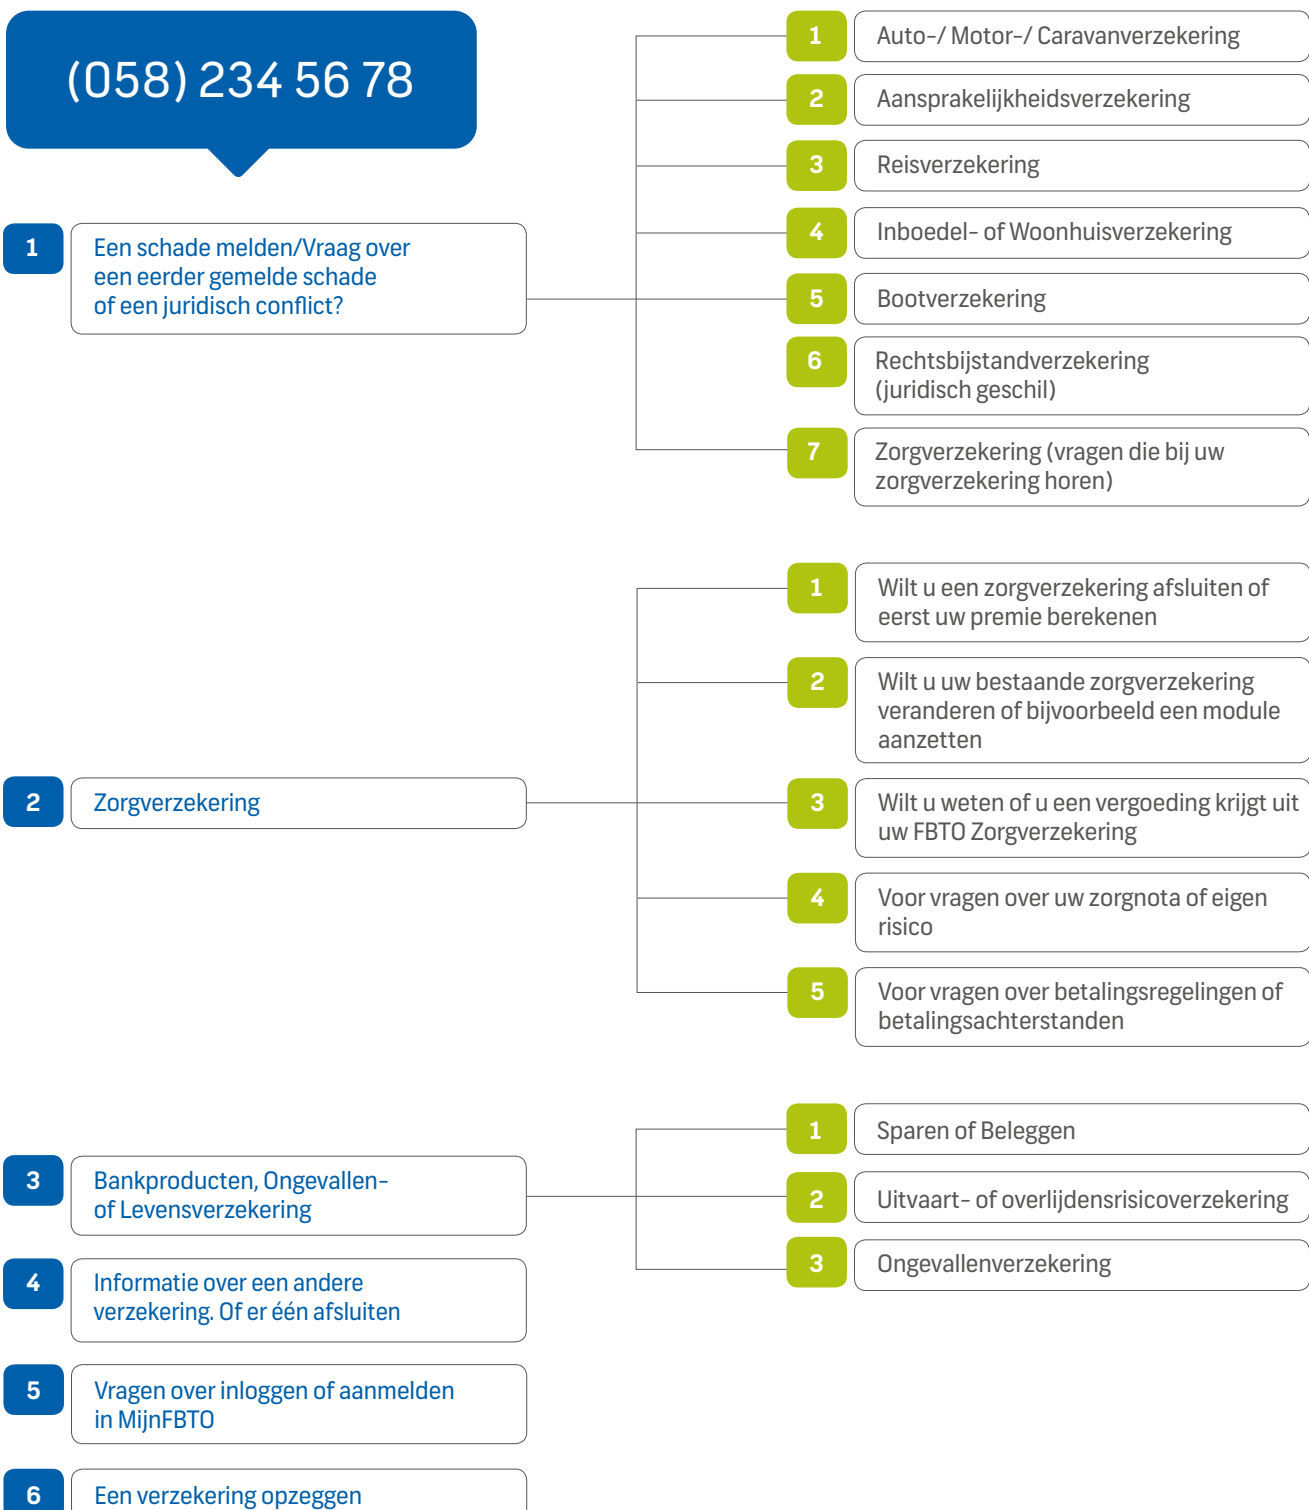 (058) 234 56 78
1
Een schade melden/Vraag over
een eerder gemelde schade
of een juridisch conflict?
1
Auto-/ Motor-/ Caravanverzekering
2
Aansprakelijkheidsverzekering
3
Reisverzekering
4
Inboedel- of Woonhuisverzekering
5
Bootverzekering
6
Rechtsbijstandverzekering
(juridisch geschil)
7
Zorgverzekering (vragen die bij uw
zorgverzekering horen)
2
Zorgverzekering
1
Wilt u een zorgverzekering afsluiten of
eerst uw premie berekenen
2
Wilt u uw bestaande zorgverzekering
veranderen of bijvoorbeeld een module
aanzetten
3
Wilt u weten of u een vergoeding krijgt uit
uw FBTO Zorgverzekering
4
Voor vragen over uw zorgnota of eigen
risico
5
Voor vragen over betalingsregelingen of
betalingsachterstanden
3
Bankproducten, Ongevallen-
of Levensverzekering
1
Sparen of Beleggen
2
Uitvaart- of overlijdensrisicoverzekering
3
Ongevallenverzekering
4
Informatie over een andere
verzekering. Of er één afsluiten
5
Vragen over inloggen of aanmelden
in MijnFBTO
6
Een verzekering opzeggen